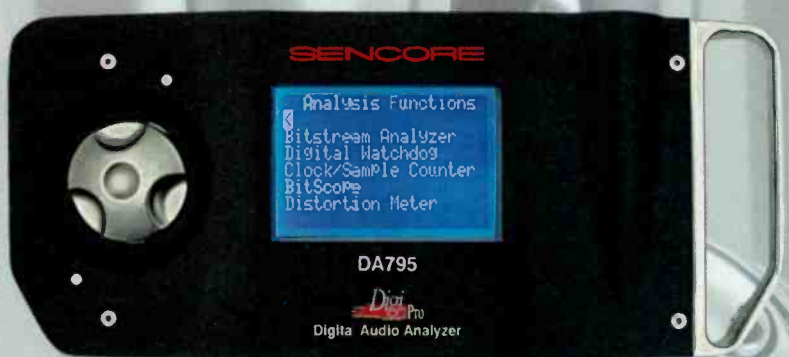 SENCORE
Analysis Functions
<
Bitstream Analyzer
Digital Watchdog
Clock/Sample Counter
BitScope
Distortion Meter
DA795
Digi Pro
Digita Audio Analyzer